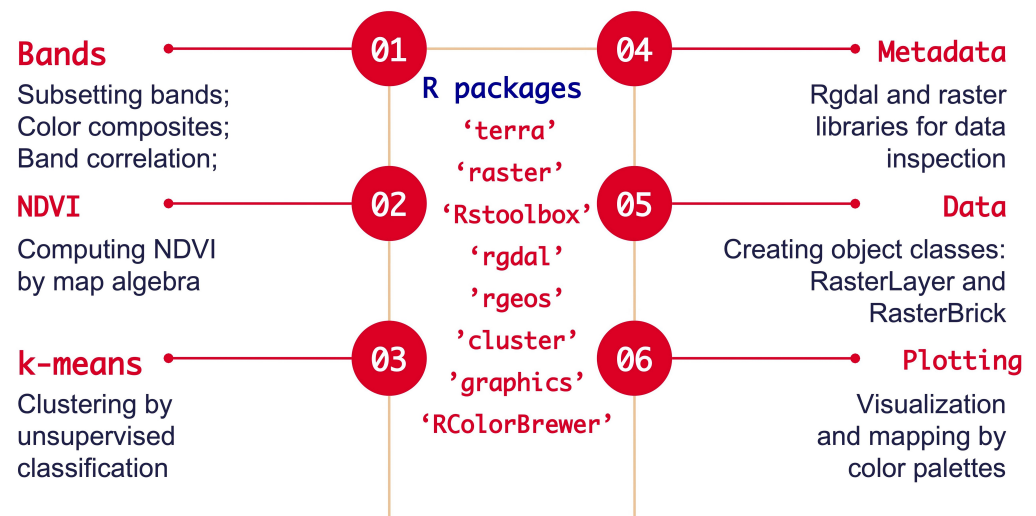 01
Bands
Subsetting bands;
Color composites;
Band correlation;
02
NDVI
Computing NDVI
by map algebra
03
k-means
Clustering by
unsupervised
classification
R packages
‘terra’
‘raster’
‘Rstoolbox’
‘rgdal’
’rgeos’
’cluster’
’graphics’
‘RColorBrewer’
04
Metadata
Rgdal and raster
libraries for data
inspection
05
Data
Creating object classes:
RasterLayer and
RasterBrick
06
Plotting
Visualization
and mapping by
color palettes